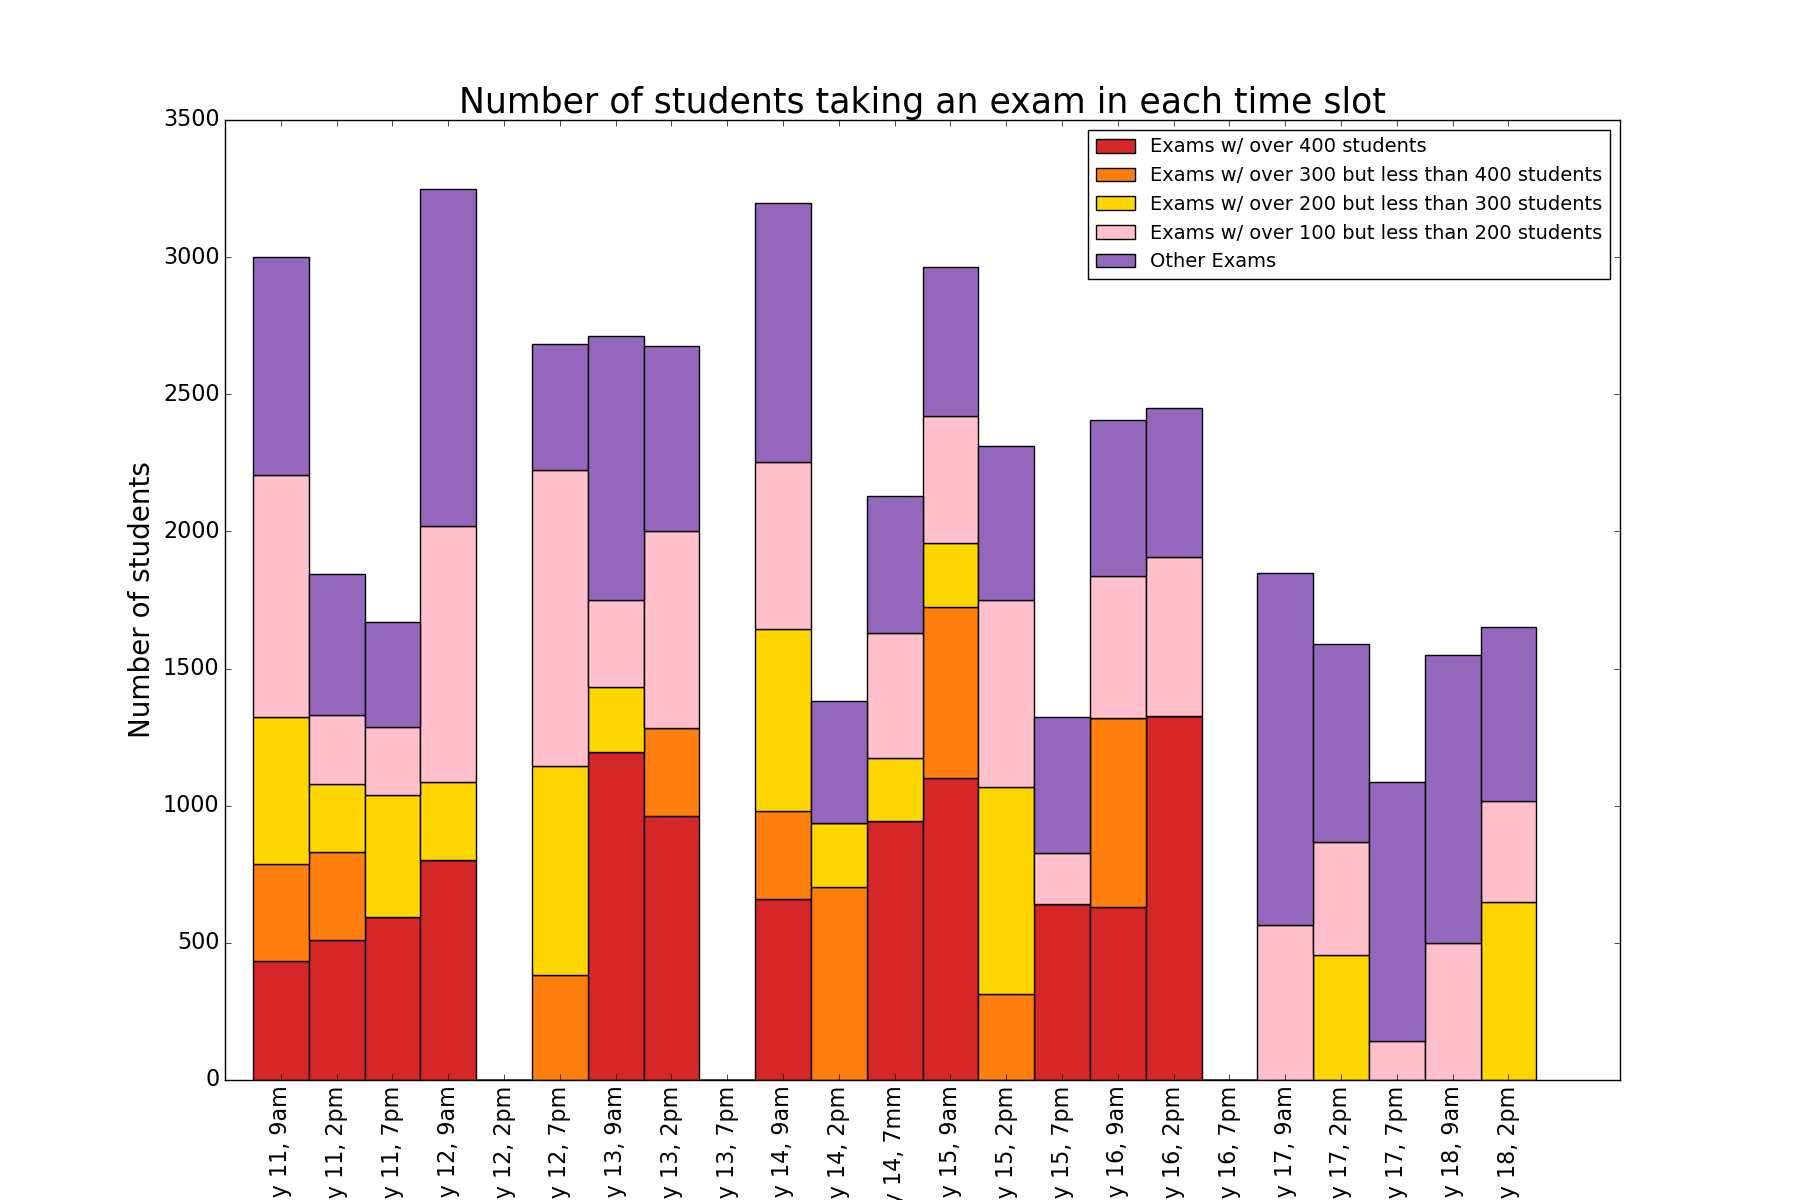 Number of students taking an exam in each time slot
Number of students
3500
3000
2500
2000
1500
1000
500
0
Exams w/ over 400 students
Exams w/ over 300 but less than 400 students
Exams w/ over 200 but less than 300 students
Exams w/ over 100 but less than 200 students
Other Exams
y 11, 9am
y 11, 2pm
y 11, 7pm
y 12, 9am
y 12, 2pm
y 12, 7pm
y 13, 9am
y 13, 2pm
y 13, 7pm
y 14, 9am
y 14, 2pm
y 14, 7mm
y 15, 9am
y 15, 2pm
y 15, 7pm
y 16, 9am
y 16, 2pm
y 16, 7pm
y 17, 9am
y 17, 2pm
y 17, 7pm
y 18, 9am
y 18, 2pm